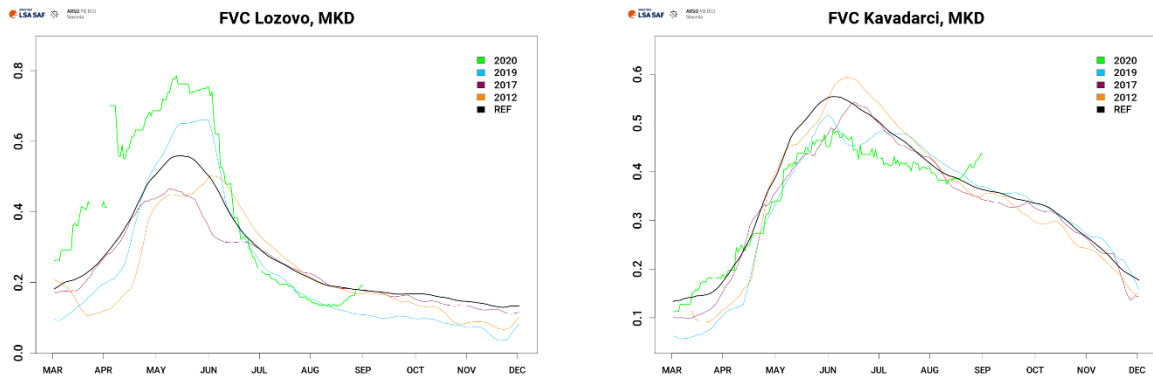 LSA SAF
ARSO METEO
Slovenia
FVC Lozovo, MKD
0.8
0.6
0.4
0.2
0.0
2020
2019
2017
2012
REF
MAR APR MAY JUN JUL AUG SEP OCT NOV DEC
LSA SAF
ARSO METEO
Slovenia
FVC Kavadarci, MKD
0.6
0.5
0.4
0.3
0.2
0.1
2020
2019
2017
2012
REF
MAR APR MAY JUN JUL AUG SEP OCT NOV DEC